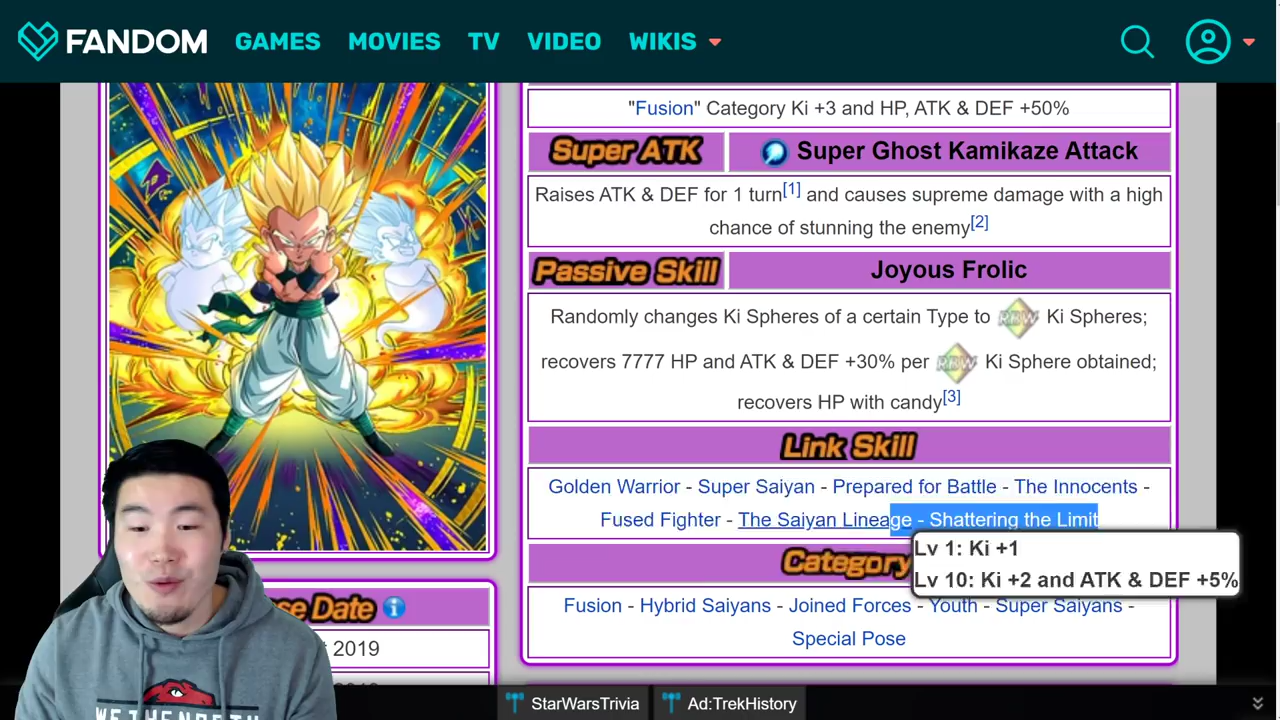 FANDOM GAMES MOVIES TV VIDEO WIKIS
"Fusion" Category Ki +3 and HP, ATK & DEF +50%
Super ATK Super Ghost Kamikaze Attack
Raises ATK & DEF for 1 turn[1] and causes supreme damage with a high
chance of stunning the enemy[2]
Passive Skill Joyous Frolic
Randomly changes Ki Spheres of a certain Type to RBW Ki Spheres;
recovers 7777 HP and ATK & DEF +30% per RBW Ki Sphere obtained;
recovers HP with candy[3]
Link Skill
Golden Warrior - Super Saiyan - Prepared for Battle - The Innocents -
Fused Fighter - The Saiyan Lineage - Shattering the Limit
Lv 1: Ki +1
Lv 10: Ki +2 and ATK & DEF +5%
Category
Fusion - Hybrid Saiyans - Joined Forces - Youth - Super Saiyans -
Special Pose
Date
2019
StarWarsTrivia Ad:TrekHistory